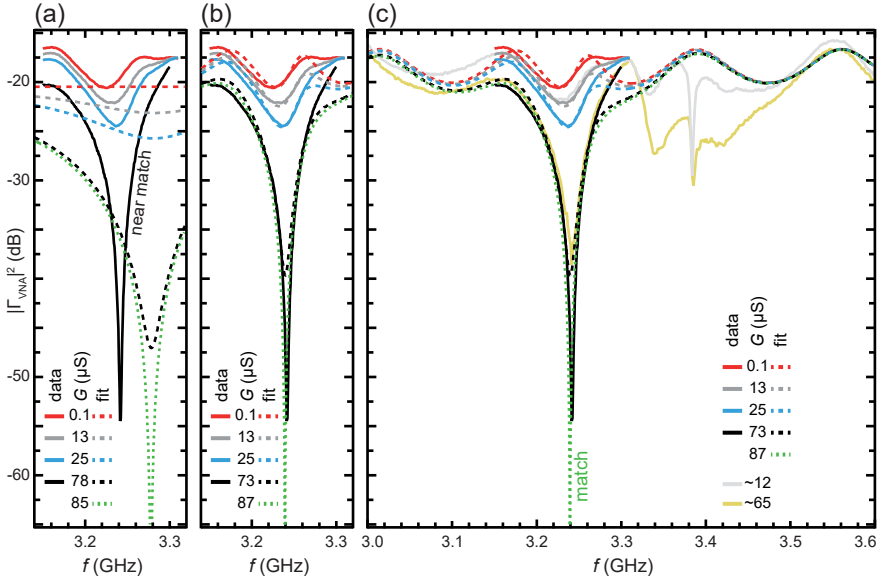 (a)
(b)
(c)
|Γ_VNA|² (dB)
-20
-30
-40
-50
-60
near match
data G (µS) fit
0.1
13
25
78
85
3.2 3.3
f (GHz)
data G (µS) fit
0.1
13
25
73
87
3.2 3.3
f (GHz)
match
data G (µS) fit
0.1
13
25
73
87
~12
~65
3.0 3.1 3.2 3.3 3.4 3.5 3.6
f (GHz)